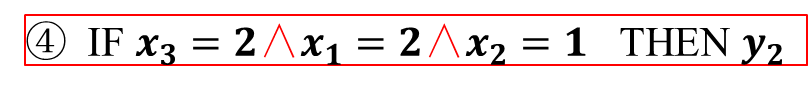 ④ IF x₃ = 2 ∧ x₁ = 2 ∧ x₂ = 1 THEN y₂